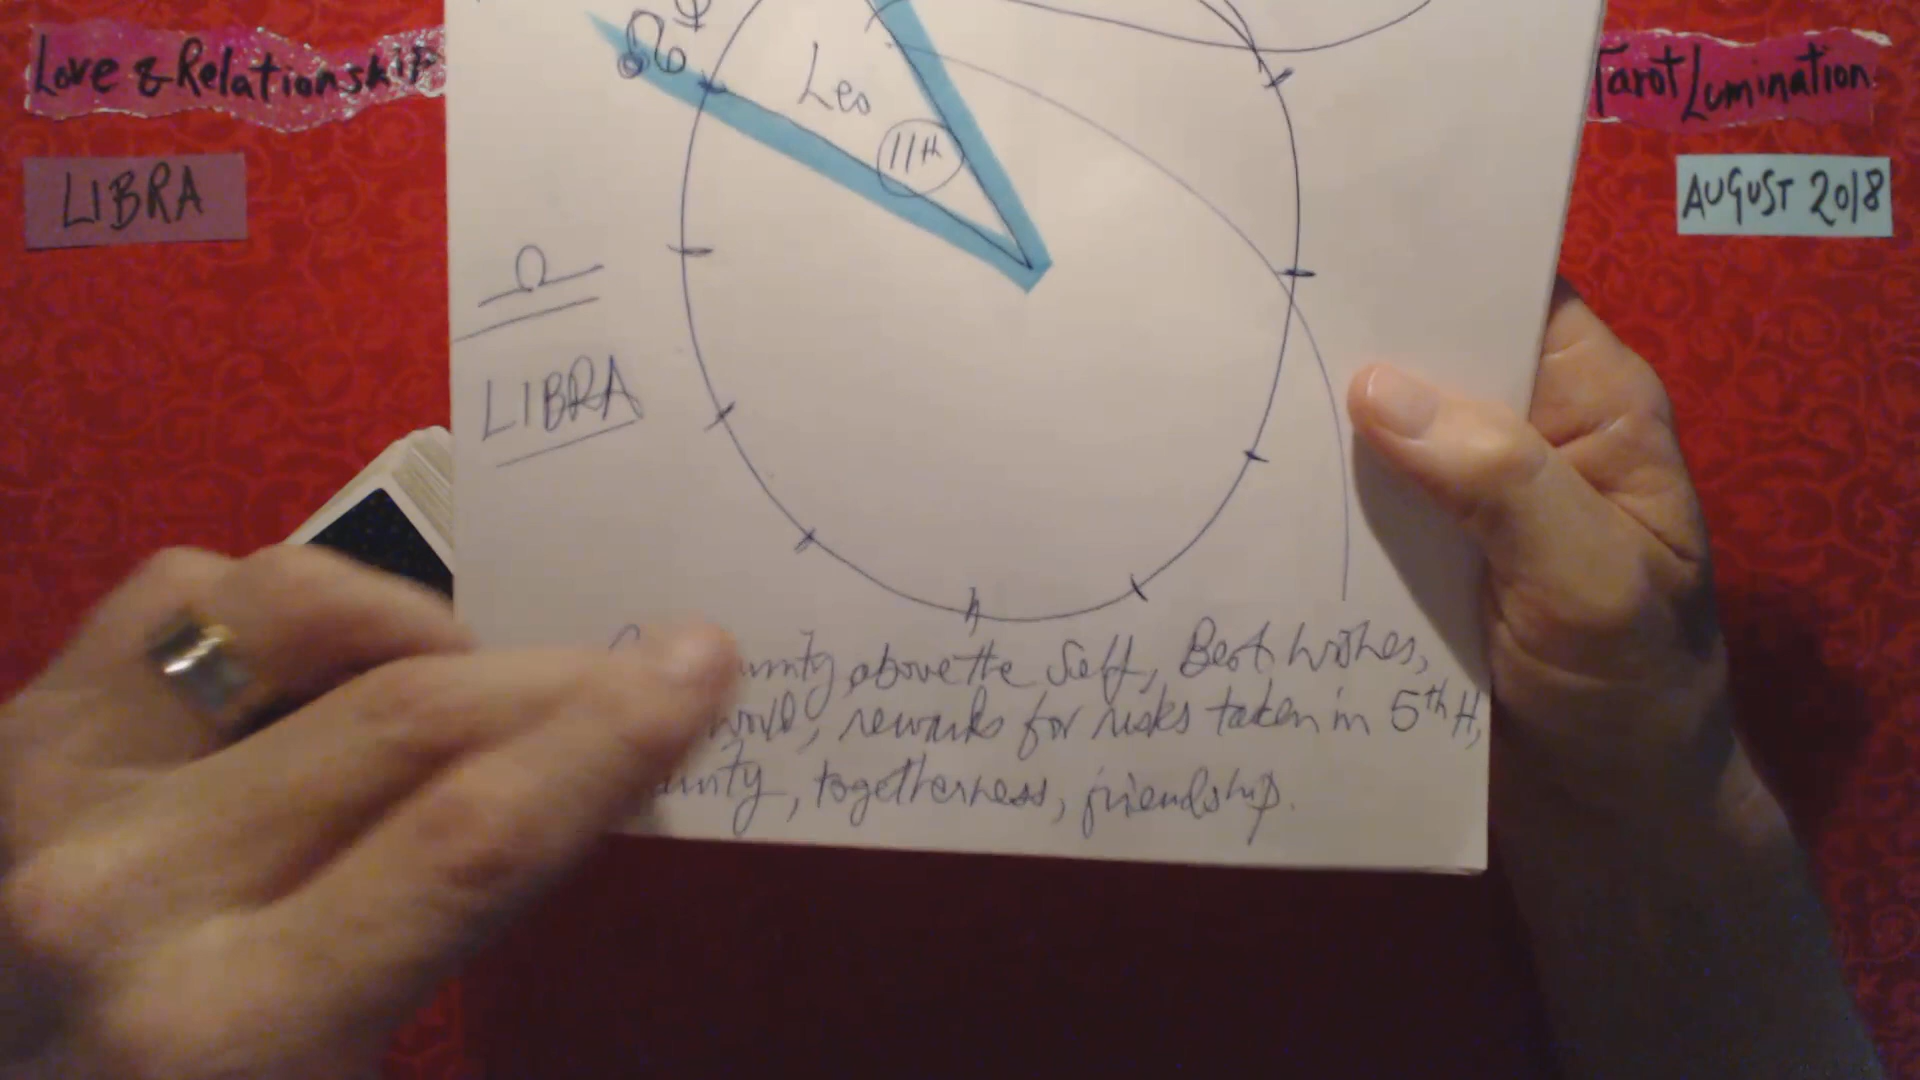 Love & Relationship
Tarot Lumination
LIBRA
AUGUST 2018
Leo
11th
LIBRA
above the Self, Best Wishes,
rewards for risks taken in 5th H,
togetherness, friendship.